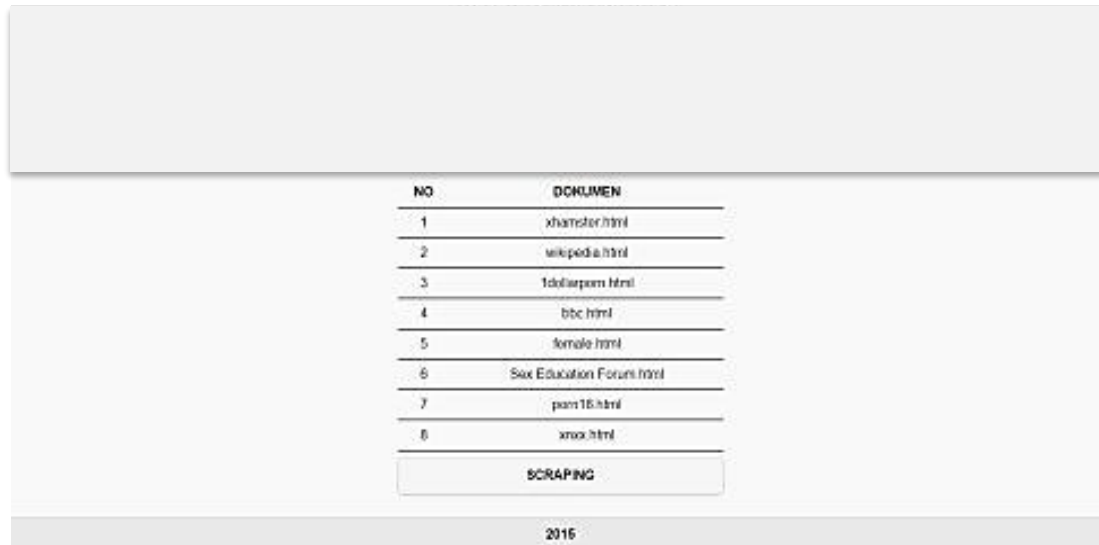 NO DOKUMEN
1 xhamster.html
2 wikipedia.html
3 1dollarporn.html
4 bbc.html
5 female.html
6 Sex Education Forum.html
7 porn16.html
8 xnxx.html
SCRAPING
2015